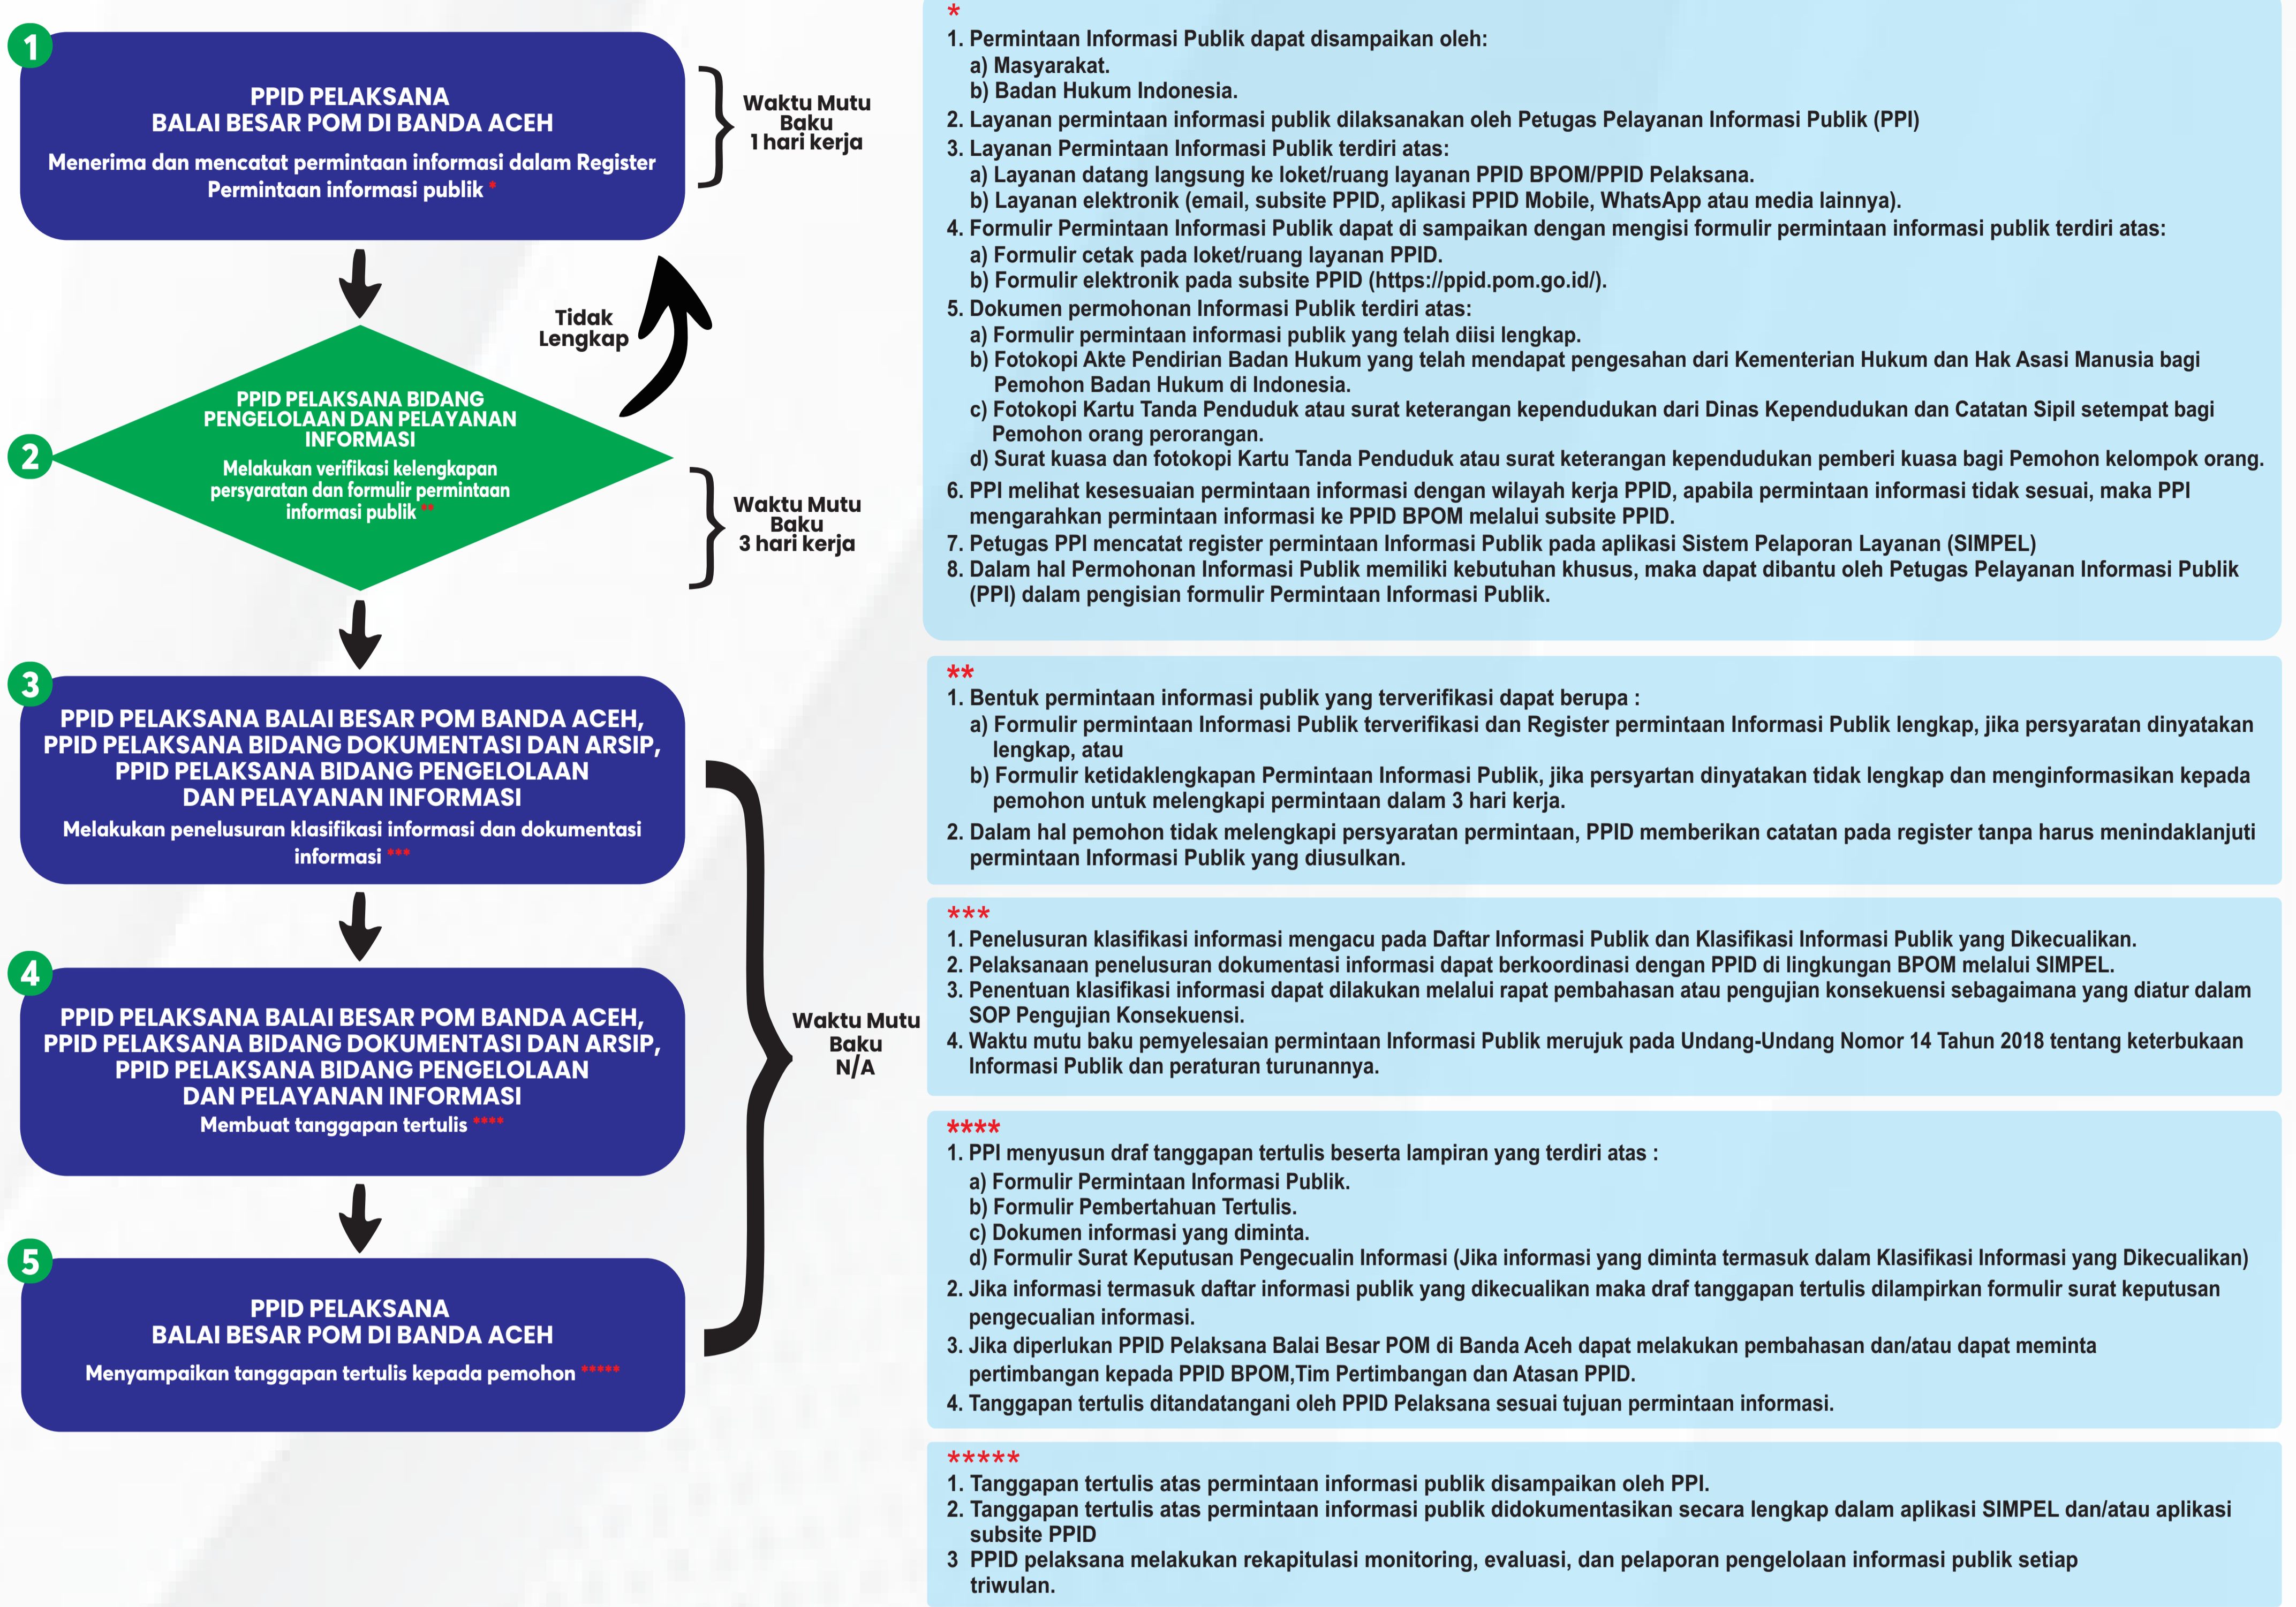 1
PPID PELAKSANA
BALAI BESAR POM DI BANDA ACEH
Menerima dan mencatat permintaan informasi dalam Register
Permintaan informasi publik *
Waktu Mutu
Baku
1 hari kerja
Tidak
Lengkap
2
PPID PELAKSANA BIDANG
PENGELOLAAN DAN PELAYANAN
INFORMASI
Melakukan verifikasi kelengkapan
persyaratan dan formulir permintaan
informasi publik **
Waktu Mutu
Baku
3 hari kerja
3
PPID PELAKSANA BALAI BESAR POM BANDA ACEH,
PPID PELAKSANA BIDANG DOKUMENTASI DAN ARSIP,
PPID PELAKSANA BIDANG PENGELOLAAN
DAN PELAYANAN INFORMASI
Melakukan penelusuran klasifikasi informasi dan dokumentasi
informasi ***
4
PPID PELAKSANA BALAI BESAR POM BANDA ACEH,
PPID PELAKSANA BIDANG DOKUMENTASI DAN ARSIP,
PPID PELAKSANA BIDANG PENGELOLAAN
DAN PELAYANAN INFORMASI
Membuat tanggapan tertulis ****
Waktu Mutu
Baku
N/A
5
PPID PELAKSANA
BALAI BESAR POM DI BANDA ACEH
Menyampaikan tanggapan tertulis kepada pemohon *****
*
1. Permintaan Informasi Publik dapat disampaikan oleh:
a) Masyarakat.
b) Badan Hukum Indonesia.
2. Layanan permintaan informasi publik dilaksanakan oleh Petugas Pelayanan Informasi Publik (PPI)
3. Layanan Permintaan Informasi Publik terdiri atas:
a) Layanan datang langsung ke loket/ruang layanan PPID BPOM/PPID Pelaksana.
b) Layanan elektronik (email, subsite PPID, aplikasi PPID Mobile, WhatsApp atau media lainnya).
4. Formulir Permintaan Informasi Publik dapat di sampaikan dengan mengisi formulir permintaan informasi publik terdiri atas:
a) Formulir cetak pada loket/ruang layanan PPID.
b) Formulir elektronik pada subsite PPID (https://ppid.pom.go.id/).
5. Dokumen permohonan Informasi Publik terdiri atas:
a) Formulir permintaan informasi publik yang telah diisi lengkap.
b) Fotokopi Akte Pendirian Badan Hukum yang telah mendapat pengesahan dari Kementerian Hukum dan Hak Asasi Manusia bagi
Pemohon Badan Hukum di Indonesia.
c) Fotokopi Kartu Tanda Penduduk atau surat keterangan kependudukan dari Dinas Kependudukan dan Catatan Sipil setempat bagi
Pemohon orang perorangan.
d) Surat kuasa dan fotokopi Kartu Tanda Penduduk atau surat keterangan kependudukan pemberi kuasa bagi Pemohon kelompok orang.
6. PPI melihat kesesuaian permintaan informasi dengan wilayah kerja PPID, apabila permintaan informasi tidak sesuai, maka PPI
mengarahkan permintaan informasi ke PPID BPOM melalui subsite PPID.
7. Petugas PPI mencatat register permintaan Informasi Publik pada aplikasi Sistem Pelaporan Layanan (SIMPEL)
8. Dalam hal Permohonan Informasi Publik memiliki kebutuhan khusus, maka dapat dibantu oleh Petugas Pelayanan Informasi Publik
(PPI) dalam pengisian formulir Permintaan Informasi Publik.
**
1. Bentuk permintaan informasi publik yang terverifikasi dapat berupa :
a) Formulir permintaan Informasi Publik terverifikasi dan Register permintaan Informasi Publik lengkap, jika persyaratan dinyatakan
lengkap, atau
b) Formulir ketidaklengkapan Permintaan Informasi Publik, jika persyartan dinyatakan tidak lengkap dan menginformasikan kepada
pemohon untuk melengkapi permintaan dalam 3 hari kerja.
2. Dalam hal pemohon tidak melengkapi persyaratan permintaan, PPID memberikan catatan pada register tanpa harus menindaklanjuti
permintaan Informasi Publik yang diusulkan.
***
1. Penelusuran klasifikasi informasi mengacu pada Daftar Informasi Publik dan Klasifikasi Informasi Publik yang Dikecualikan.
2. Pelaksanaan penelusuran dokumentasi informasi dapat berkoordinasi dengan PPID di lingkungan BPOM melalui SIMPEL.
3. Penentuan klasifikasi informasi dapat dilakukan melalui rapat pembahasan atau pengujian konsekuensi sebagaimana yang diatur dalam
SOP Pengujian Konsekuensi.
4. Waktu mutu baku pemyelesaian permintaan Informasi Publik merujuk pada Undang-Undang Nomor 14 Tahun 2018 tentang keterbukaan
Informasi Publik dan peraturan turunannya.
****
1. PPI menyusun draf tanggapan tertulis beserta lampiran yang terdiri atas :
a) Formulir Permintaan Informasi Publik.
b) Formulir Pembertahuan Tertulis.
c) Dokumen informasi yang diminta.
d) Formulir Surat Keputusan Pengecualin Informasi (Jika informasi yang diminta termasuk dalam Klasifikasi Informasi yang Dikecualikan)
2. Jika informasi termasuk daftar informasi publik yang dikecualikan maka draf tanggapan tertulis dilampirkan formulir surat keputusan
pengecualian informasi.
3. Jika diperlukan PPID Pelaksana Balai Besar POM di Banda Aceh dapat melakukan pembahasan dan/atau dapat meminta
pertimbangan kepada PPID BPOM,Tim Pertimbangan dan Atasan PPID.
4. Tanggapan tertulis ditandatangani oleh PPID Pelaksana sesuai tujuan permintaan informasi.
*****
1. Tanggapan tertulis atas permintaan informasi publik disampaikan oleh PPI.
2. Tanggapan tertulis atas permintaan informasi publik didokumentasikan secara lengkap dalam aplikasi SIMPEL dan/atau aplikasi
subsite PPID
3 PPID pelaksana melakukan rekapitulasi monitoring, evaluasi, dan pelaporan pengelolaan informasi publik setiap
triwulan.